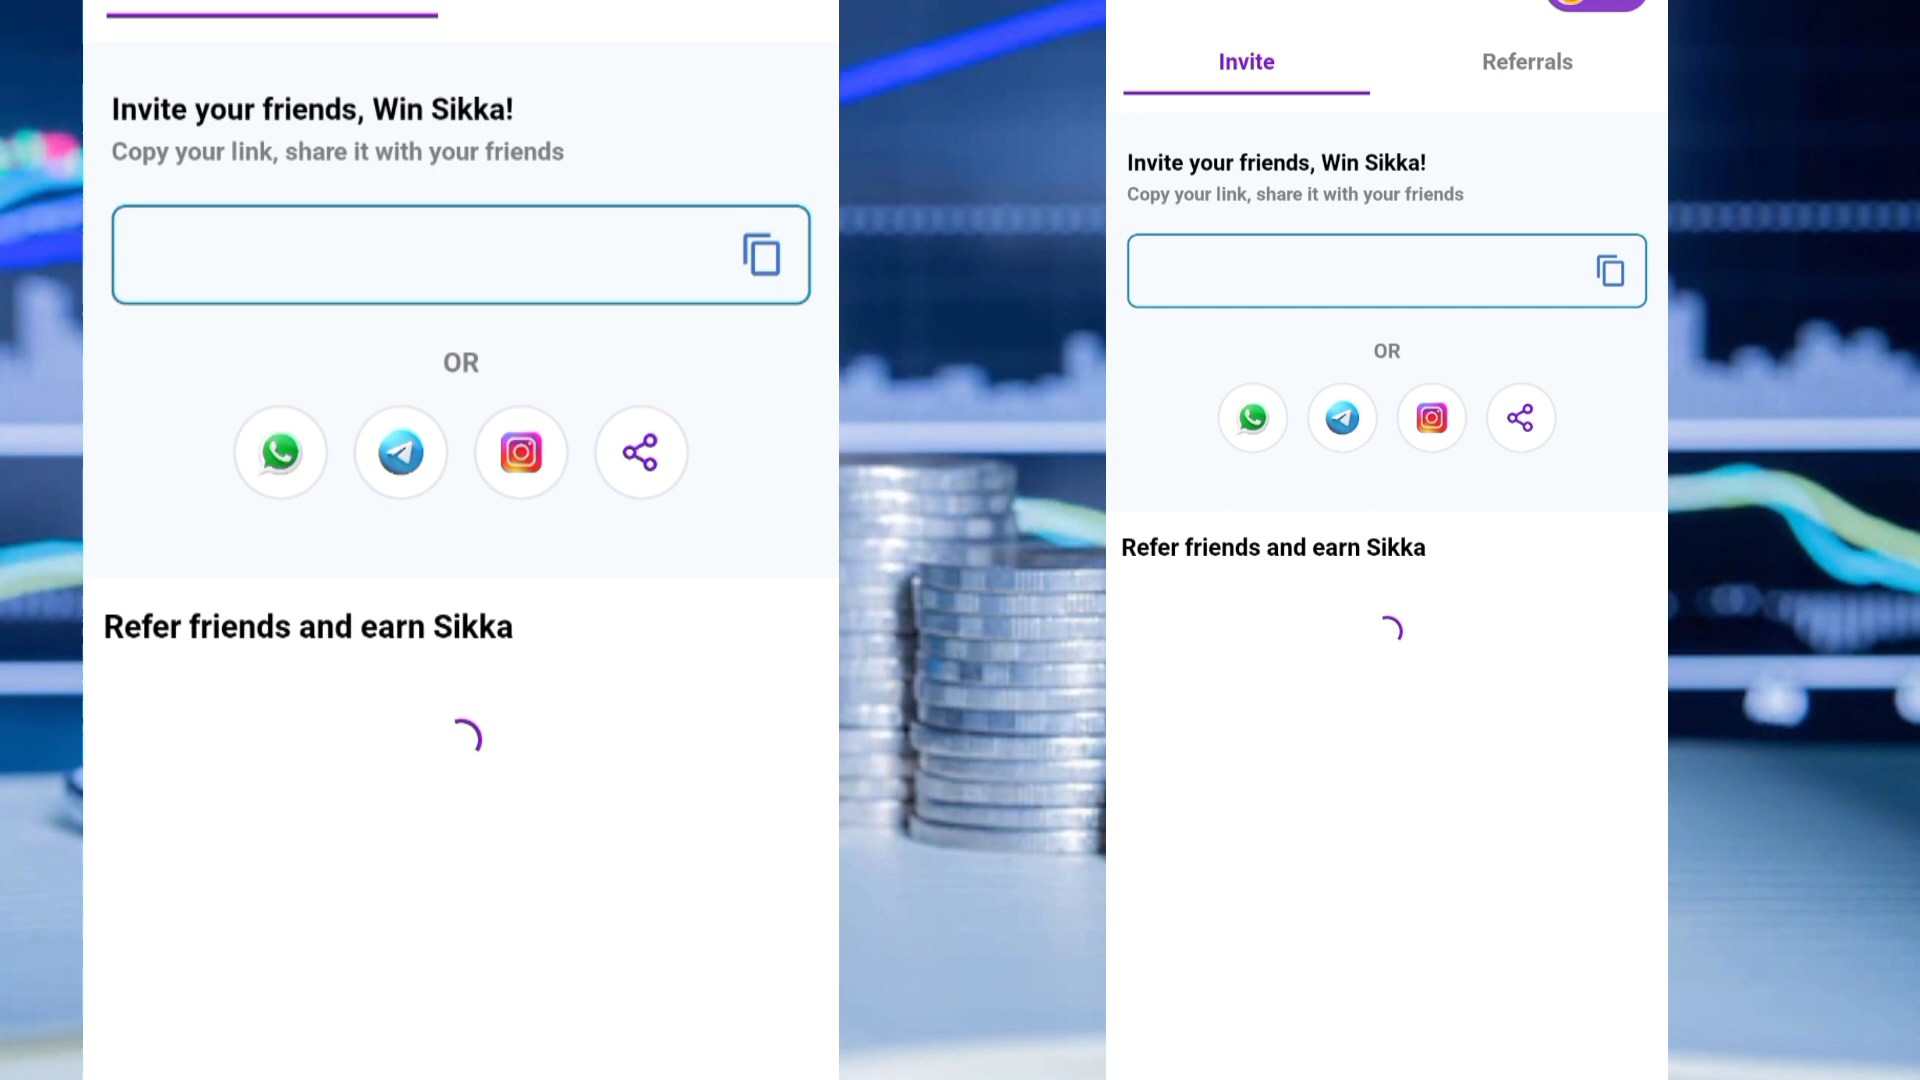 Invite your friends, Win Sikka!
Copy your link, share it with your friends
OR
Refer friends and earn Sikka
Invite
Referrals
Invite your friends, Win Sikka!
Copy your link, share it with your friends
OR
Refer friends and earn Sikka